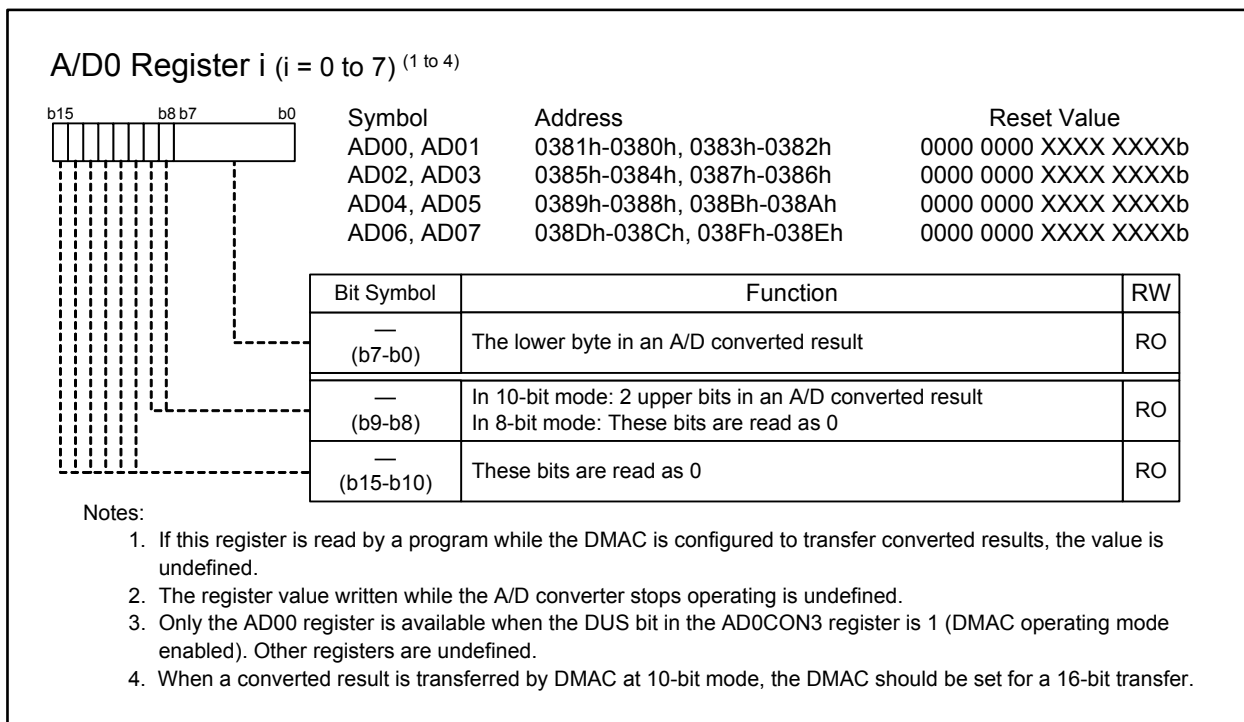 A/D0 Register i (i = 0 to 7) (1 to 4)
b15 b8 b7 b0
Symbol Address Reset Value
AD00, AD01 0381h-0380h, 0383h-0382h 0000 0000 XXXX XXXXb
AD02, AD03 0385h-0384h, 0387h-0386h 0000 0000 XXXX XXXXb
AD04, AD05 0389h-0388h, 038Bh-038Ah 0000 0000 XXXX XXXXb
AD06, AD07 038Dh-038Ch, 038Fh-038Eh 0000 0000 XXXX XXXXb
Bit Symbol Function RW
—
(b7-b0) The lower byte in an A/D converted result RO
—
(b9-b8) In 10-bit mode: 2 upper bits in an A/D converted result
In 8-bit mode: These bits are read as 0 RO
—
(b15-b10) These bits are read as 0 RO
Notes:
1. If this register is read by a program while the DMAC is configured to transfer converted results, the value is
undefined.
2. The register value written while the A/D converter stops operating is undefined.
3. Only the AD00 register is available when the DUS bit in the AD0CON3 register is 1 (DMAC operating mode
enabled). Other registers are undefined.
4. When a converted result is transferred by DMAC at 10-bit mode, the DMAC should be set for a 16-bit transfer.